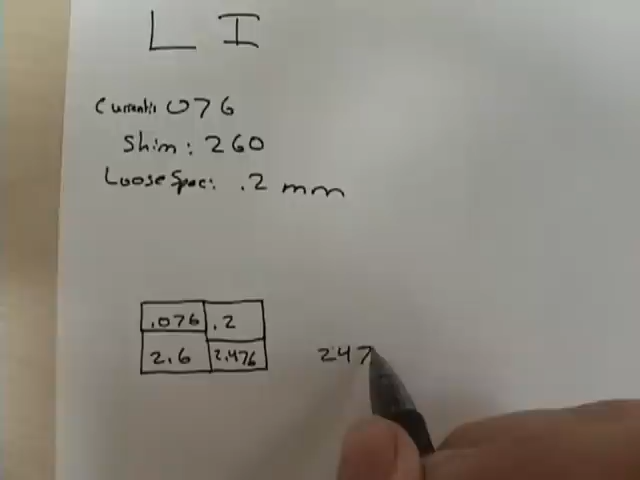 L I
Current: 076
Shim: 260
Loose Spec: .2 mm
.076 .2
2.6 2.476
247